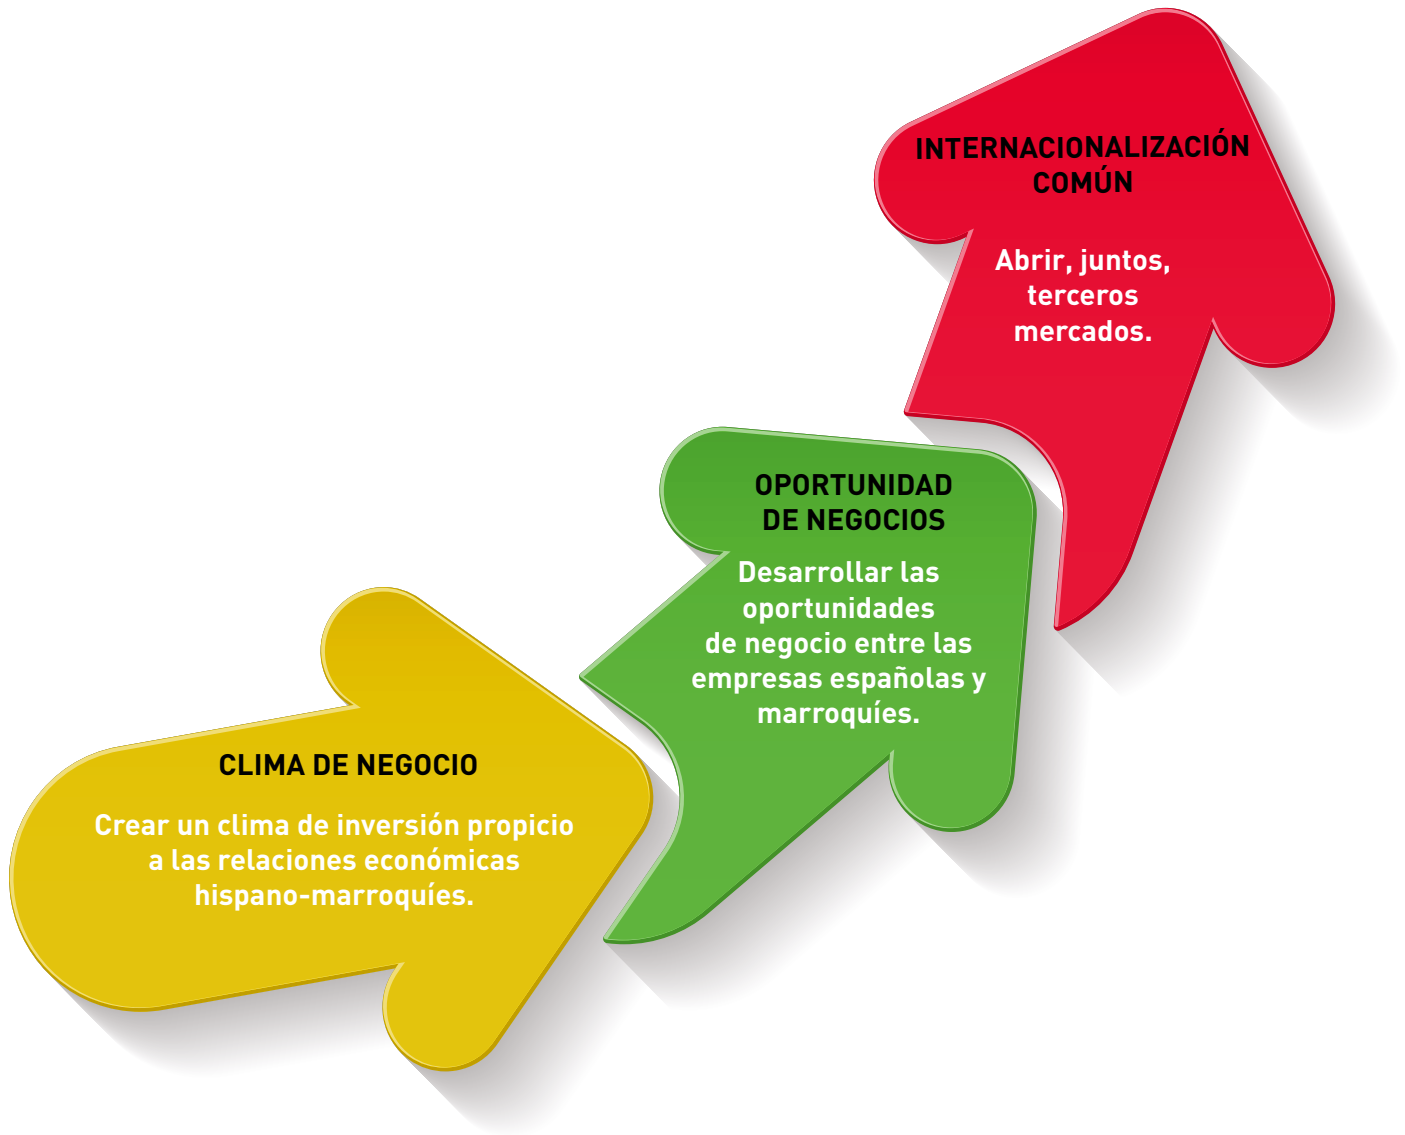 INTERNACIONALIZACIÓN
COMÚN
Abrir, juntos,
terceros
mercados.
OPORTUNIDAD
DE NEGOCIOS
Desarrollar las
oportunidades
de negocio entre las
empresas españolas y
marroquíes.
CLIMA DE NEGOCIO
Crear un clima de inversión propicio
a las relaciones económicas
hispano-marroquíes.